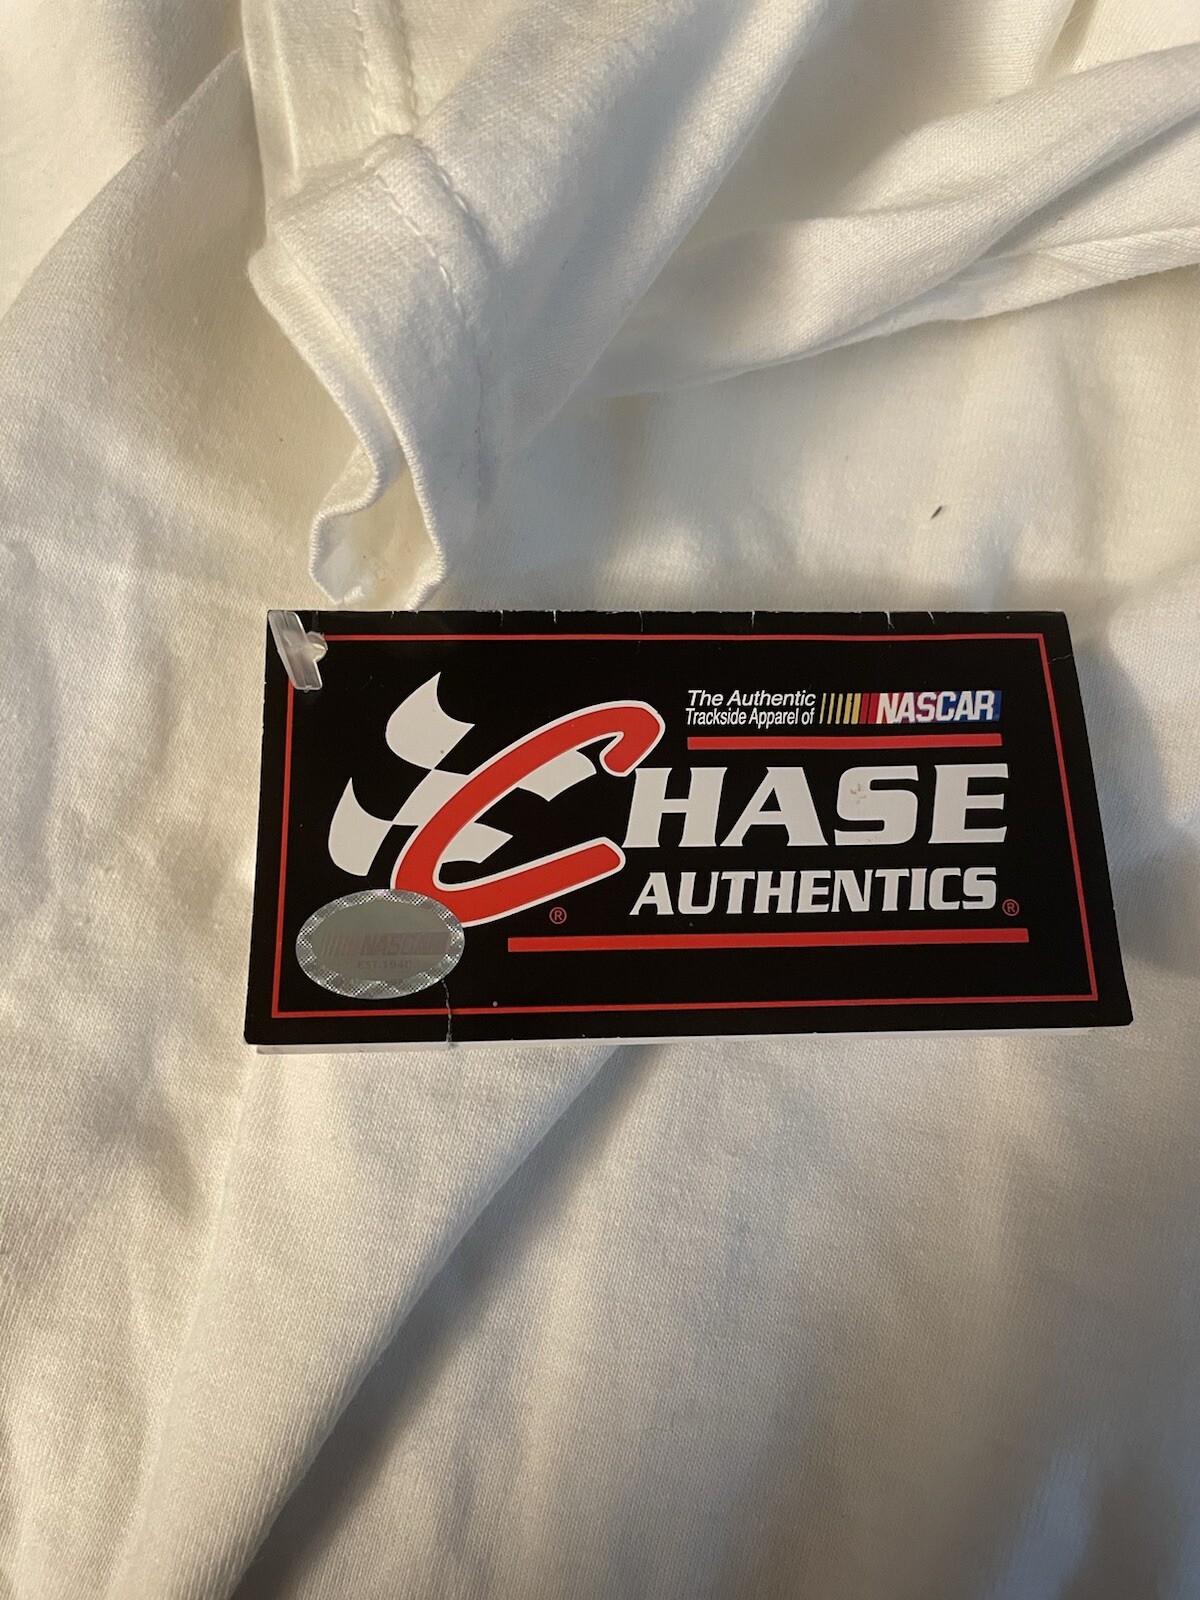 The Authentic
Trackside Apparel of NASCAR
CHASE
AUTHENTICS®
®
NASCAR